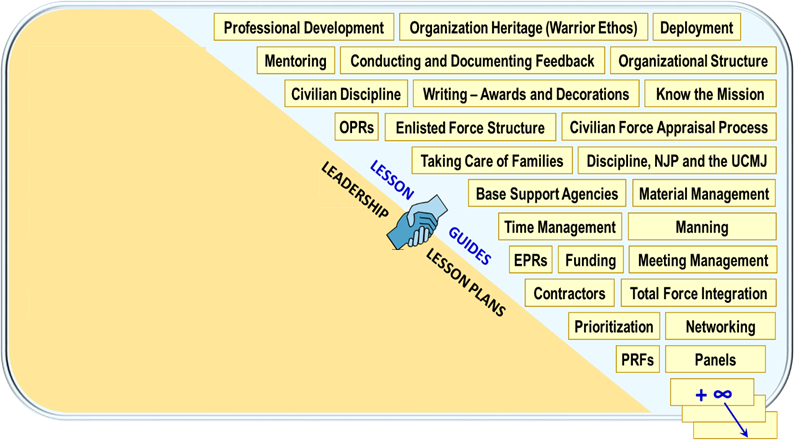 Professional Development Organization Heritage (Warrior Ethos) Deployment
Mentoring Conducting and Documenting Feedback Organizational Structure
Civilian Discipline Writing – Awards and Decorations Know the Mission
OPRs Enlisted Force Structure Civilian Force Appraisal Process
Taking Care of Families Discipline, NJP and the UCMJ
Base Support Agencies Material Management
Time Management Manning
EPRs Funding Meeting Management
Contractors Total Force Integration
Prioritization Networking
PRFs Panels
+ ∞
LESSON GUIDES
LEADERSHIP LESSON PLANS